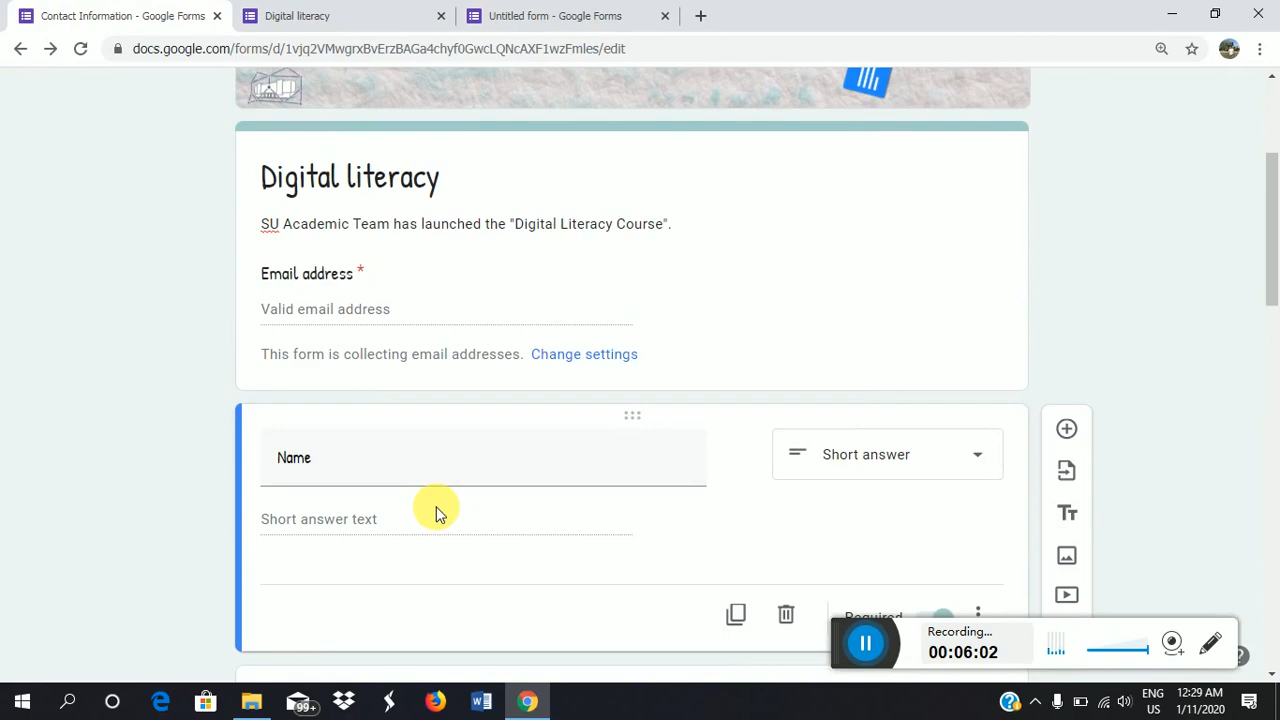 Contact Information - Google Forms
Digital literacy
Untitled form - Google Forms
docs.google.com/forms/d/1vjq2VMwgrxBvErzBAGa4chyf0GwcLQNcAXF1wzFmles/edit
Digital literacy
SU Academic Team has launched the "Digital Literacy Course".
Email address *
Valid email address
This form is collecting email addresses. Change settings
Name
Short answer
Short answer text
Tт
Required
Recording...
00:06:02
99+
ENG
US
12:29 AM
1/11/2020